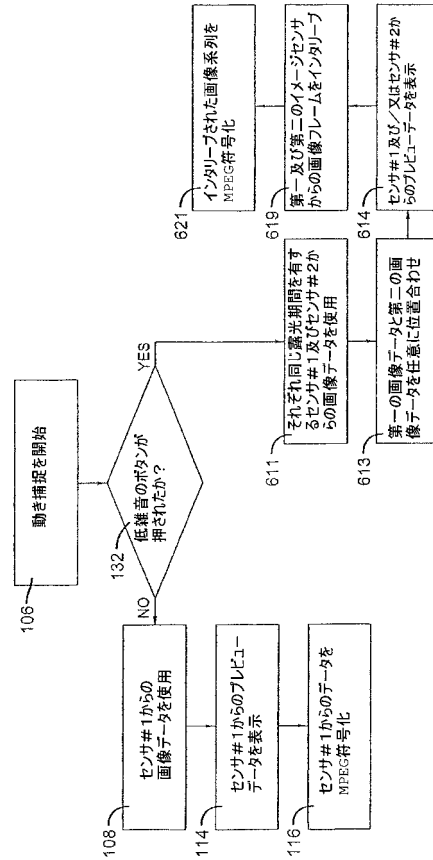 動き捕捉を開始
106
低雑音のボタンが
押されたか？
132
NO
YES
センサ＃１からの
画像データを使用
108
センサ＃１からのプレビュー
データを表示
114
センサ＃１からのデータを
MPEG符号化
116
それぞれ同じ露光期間を有す
るセンサ＃１及びセンサ＃２か
らの画像データを使用
611
第一の画像データと第二の画
像データを任意に位置合わせ
613
センサ＃１及び／又はセンサ＃２か
らのプレビューデータを表示
614
第一及び第二のイメージセンサ
からの画像フレームをインタリーブ
619
インタリーブされた画像系列を
MPEG符号化
621